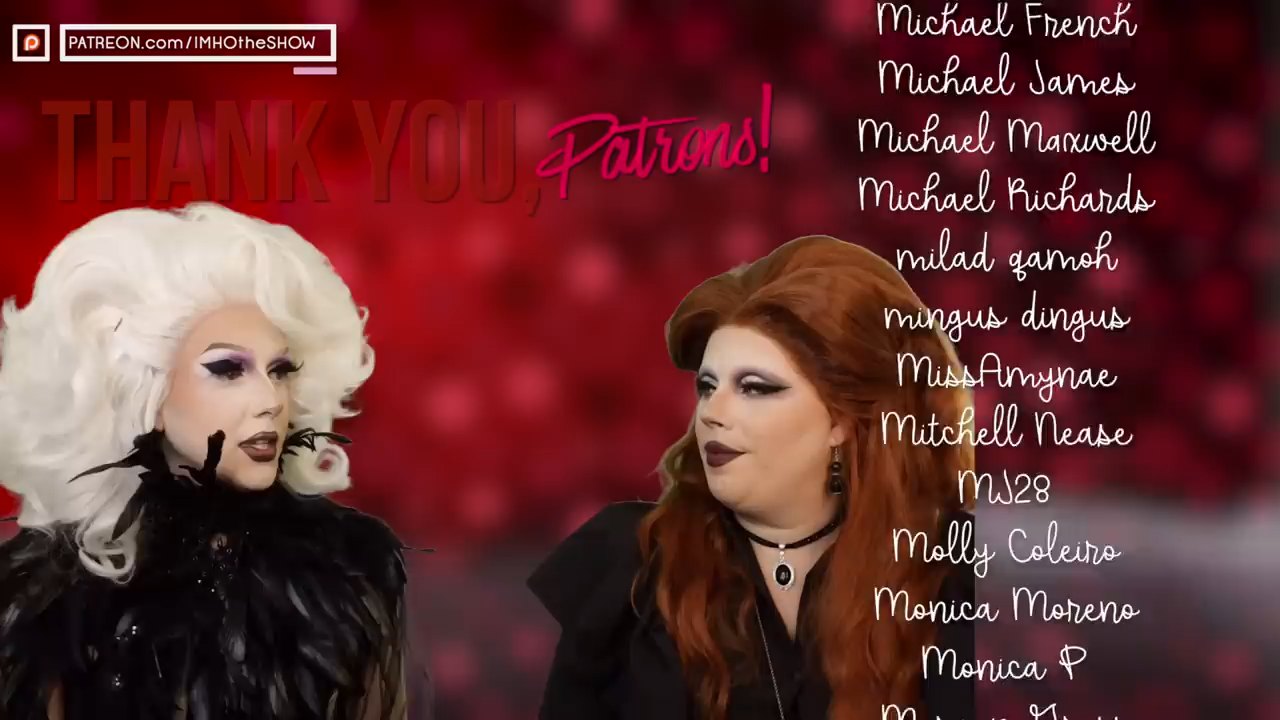 PATREON.com/IMHOtheSHOW
THANK YOU, Patrons!
Michael French
Michael James
Michael Maxwell
Michael Richards
milad qamoh
mingus dingus
MissAmynae
Mitchell Nease
MJ28
Molly Coleiro
Monica Moreno
Monica P